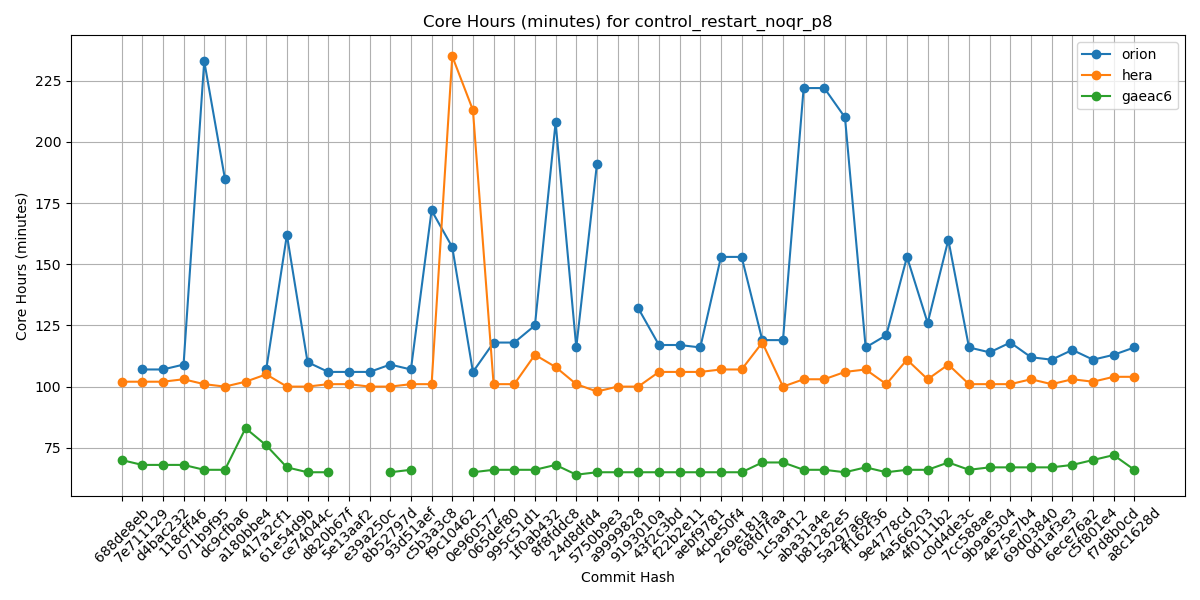 Core Hours (minutes) for control_restart_noqr_p8
orion
hera
gaeac6
Core Hours (minutes)
225
200
175
150
125
100
75
688de8eb
7e711129
d4bac232
118cff46
071b9f95
dc9cfba6
a180bbe4
417a2cf1
61e54d9b
ce74044c
d820b67f
5e13aaf2
e39a250c
8b52797d
93d51aef
c5b3a3c8
f9c10462
0e960577
065def80
995c51d1
1f0ab432
24d8dfd4
5750b9e3
a9999828
9193010a
43f253bd
f22b2e11
aebf9781
4cbe50f4
269e181a
68fd7faa
1c5a9f12
aba31a4e
b81282e5
5a297a6e
ff162f36
9e4778cd
4a566203
4f011b2
c0d4de3c
7cc588ae
9b9a6304
4e75e7b4
69d03840
0d1af3e3
6ece76a2
c5f801e4
f7d8b0cd
a8c1628d
Commit Hash